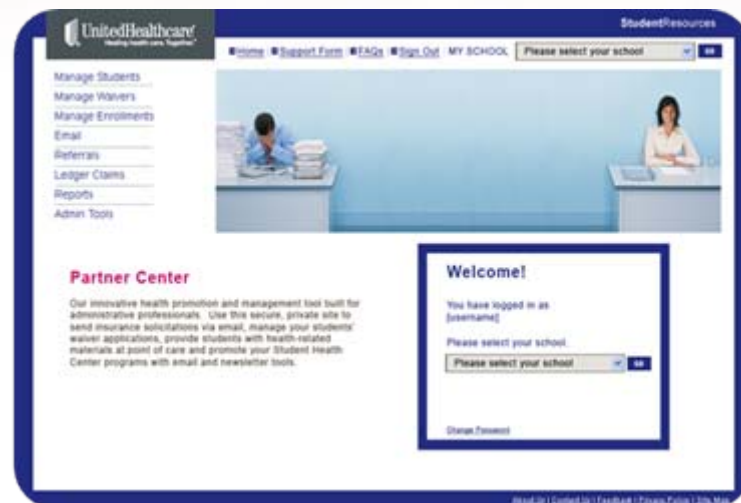 UnitedHealthcare
Healing health care. Together.
StudentResources
Home Support Form FAQs Sign Out MY SCHOOL Please select your school GO
Manage Students
Manage Waivers
Manage Enrollments
Email
Referrals
Ledger Claims
Reports
Admin Tools
Partner Center
Our innovative health promotion and management tool built for
administrative professionals. Use this secure, private site to
send insurance solicitations via email, manage your students'
waiver applications, provide students with health-related
materials at point of care and promote your Student Health
Center programs with email and newsletter tools.
Welcome!
You have logged in as
[username]
Please select your school.
Please select your school GO
Change Password
About Us | Contact Us | Feedback | Privacy Policy | Site Map